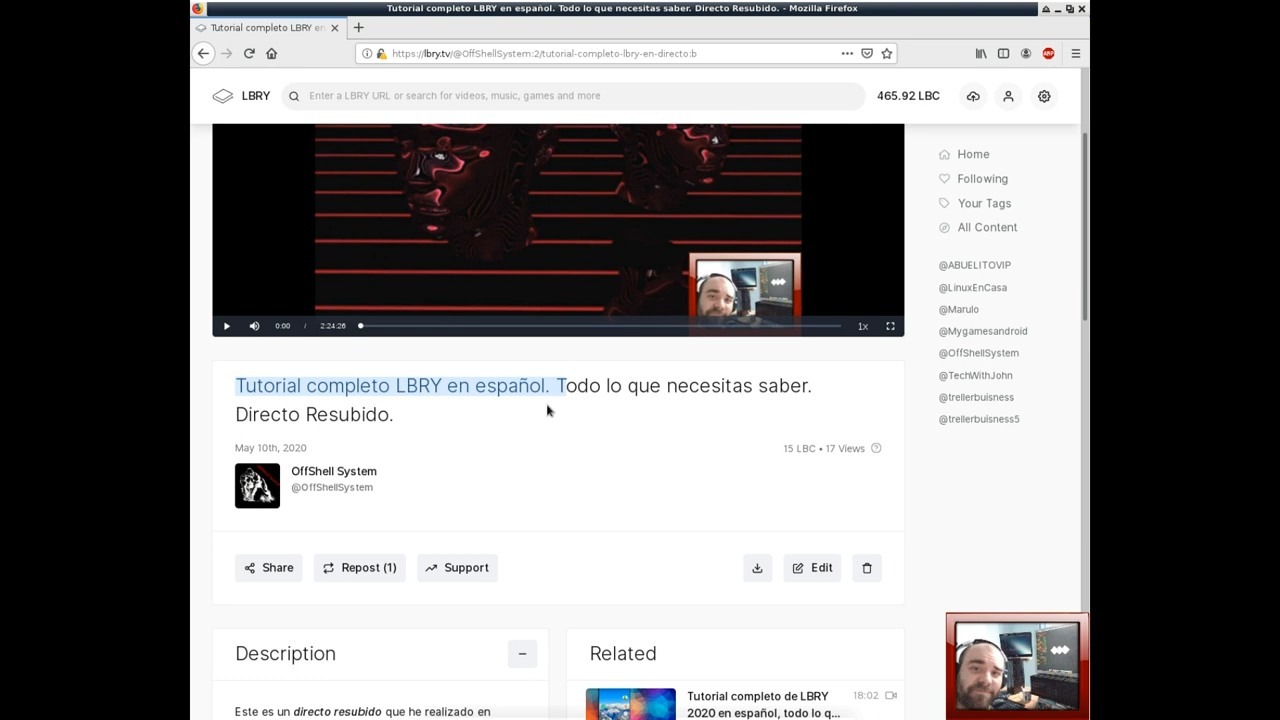 Tutorial completo LBRY en español. Todo lo que necesitas saber. Directo Resubido. - Mozilla Firefox
Tutorial completo LBRY en
https://lbry.tv/@OffShellSystem:2/tutorial-completo-lbry-en-directo:b
ABP
LBRY
Enter a LBRY URL or search for videos, music, games and more
465.92 LBC
Home
Following
Your Tags
All Content
@ABUELITOVIP
@LinuxEnCasa
@Marulo
@Mygamesandroid
@OffShellSystem
@TechWithJohn
@trellerbuisness
@trellerbuisness5
0:00 / 2:24:26
1x
Tutorial completo LBRY en español. Todo lo que necesitas saber.
Directo Resubido.
May 10th, 2020
15 LBC • 17 Views
OffShell System
@OffShellSystem
Share
Repost (1)
Support
Edit
Description
Este es un directo resubido que he realizado en
Related
Tutorial completo de LBRY
2020 en español, todo lo q...
18:02